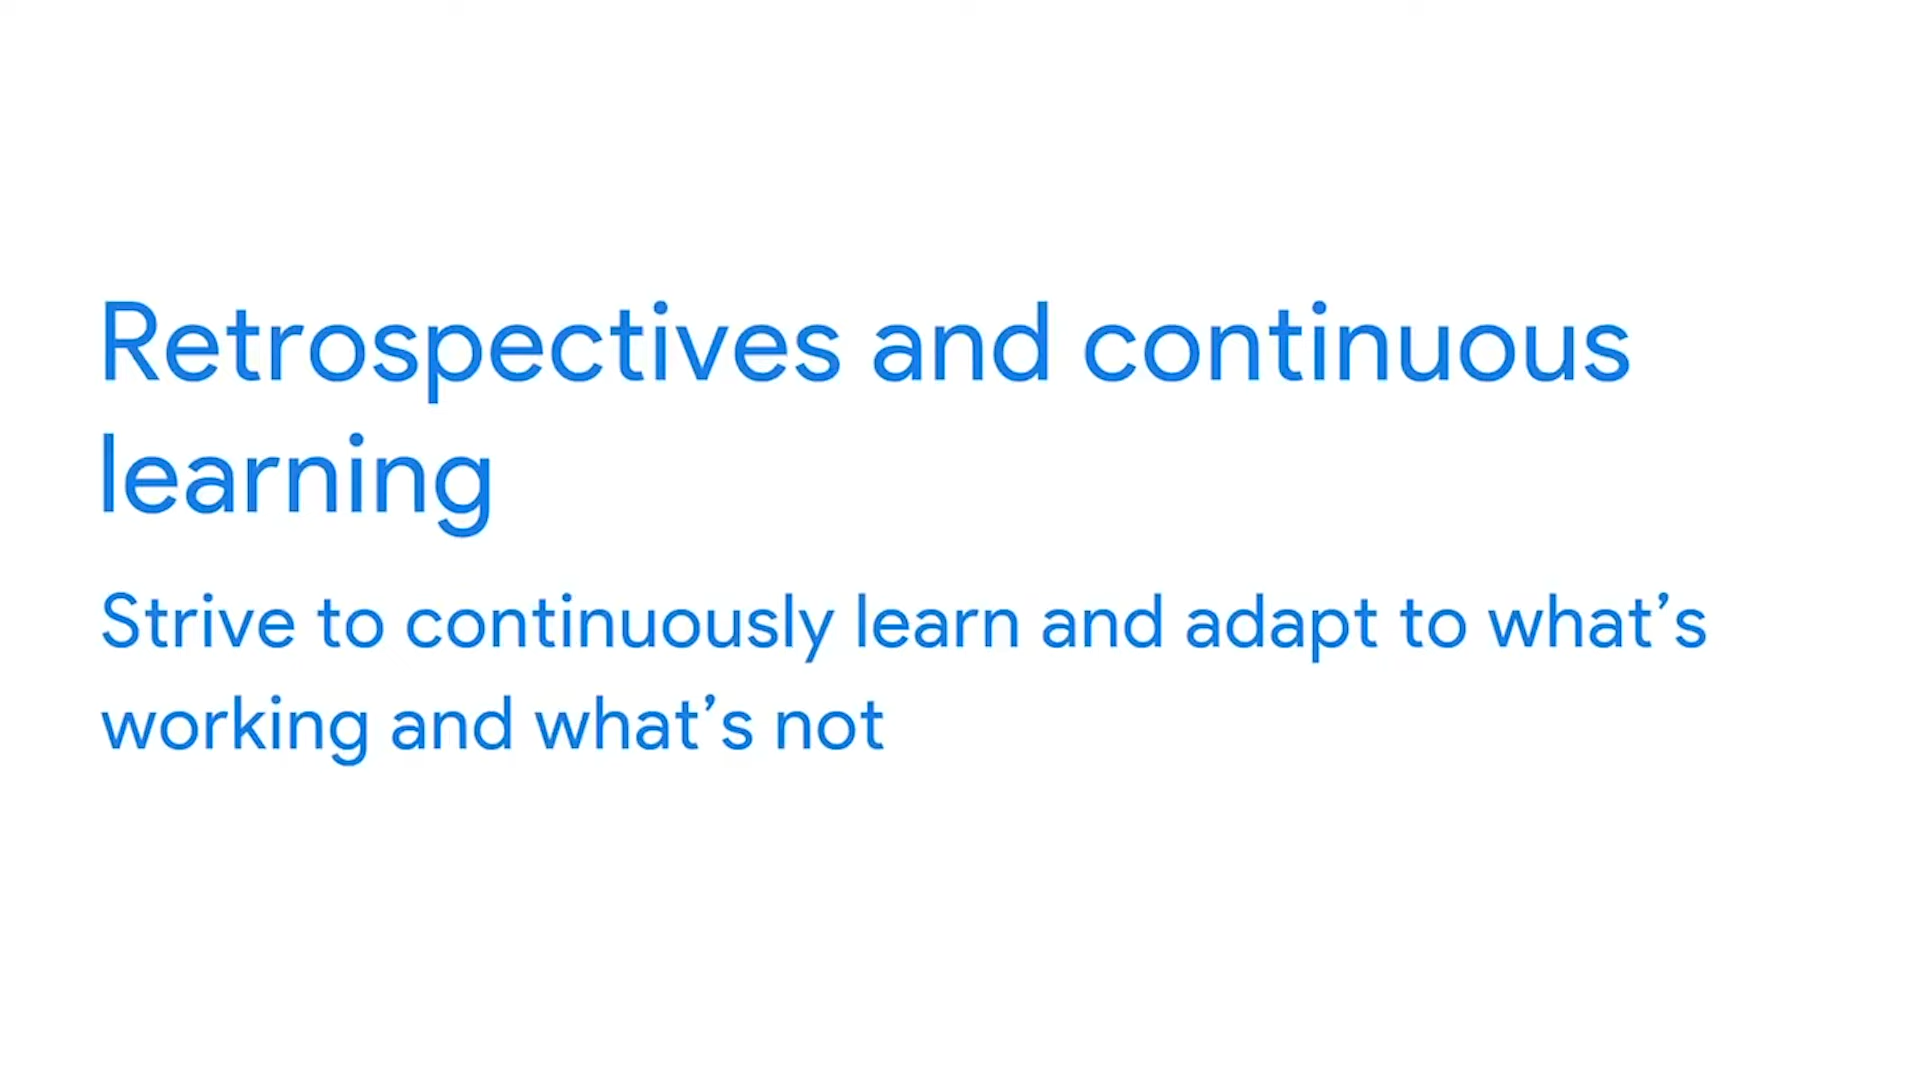 Retrospectives and continuous
learning
Strive to continuously learn and adapt to what’s
working and what’s not